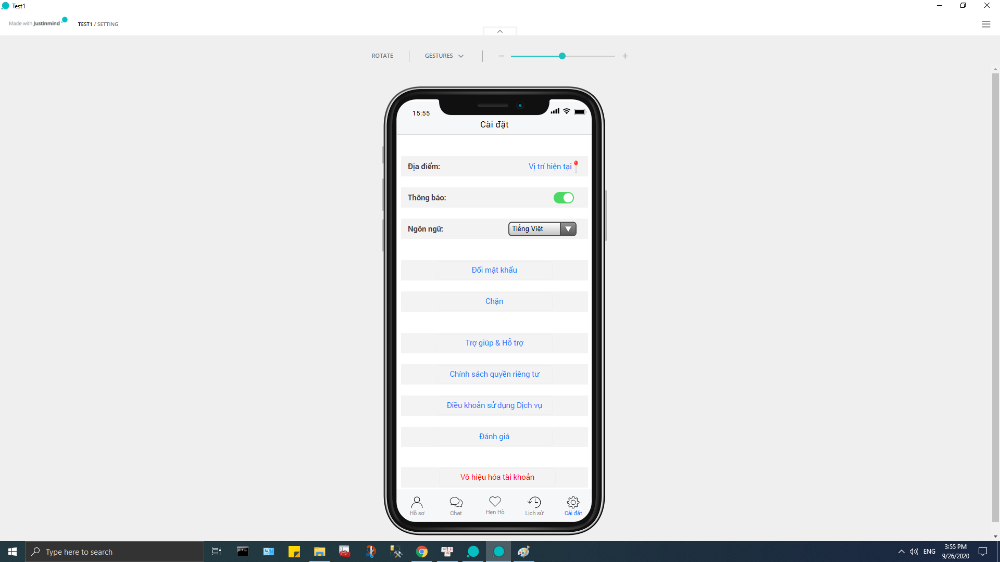 Test1
Made with Justinmind
TEST1 / SETTING
ROTATE
GESTURES
15:55
Cài đặt
Địa điểm:
Vị trí hiện tại
Thông báo:
Ngôn ngữ:
Tiếng Việt
Đổi mật khẩu
Chặn
Trợ giúp & Hỗ trợ
Chính sách quyền riêng tư
Điều khoản sử dụng Dịch vụ
Đánh giá
Vô hiệu hóa tài khoản
Hồ sơ
Chat
Hẹn Hò
Lịch sử
Cài đặt
Type here to search
ENG
3:55 PM
9/26/2020